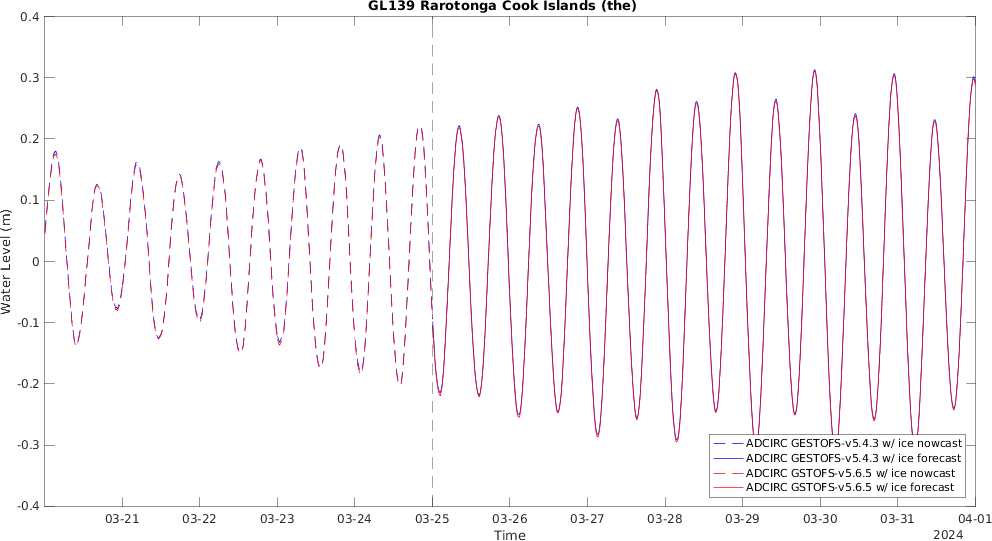 GL139 Rarotonga Cook Islands (the)
0.4
0.3
0.2
0.1
0
-0.1
-0.2
-0.3
-0.4
Water Level (m)
ADCIRC GESTOFS-v5.4.3 w/ ice nowcast
ADCIRC GESTOFS-v5.4.3 w/ ice forecast
ADCIRC GSTOFS-v5.6.5 w/ ice nowcast
ADCIRC GSTOFS-v5.6.5 w/ ice forecast
03-21 03-22 03-23 03-24 03-25 03-26 03-27 03-28 03-29 03-30 03-31 04-01
Time
2024